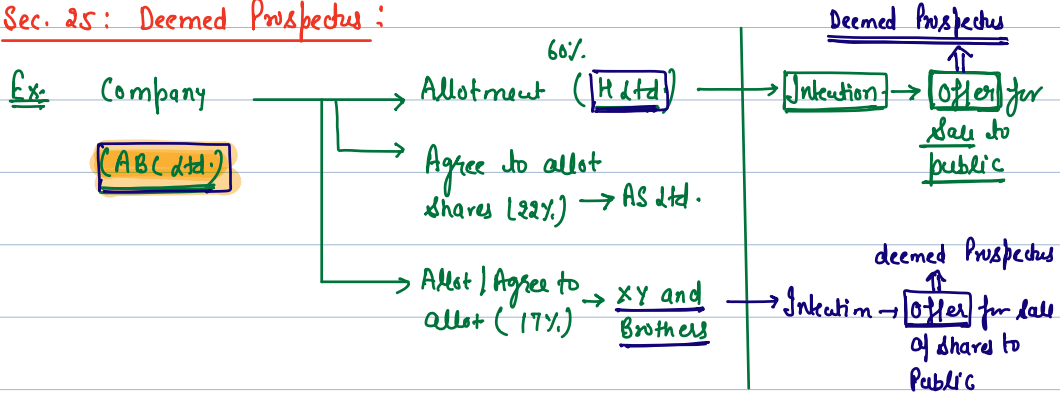 Sec. 25: Deemed Prospectus:
Deemed Prospectus
60%.
Ex. Company Allotment (H Ltd) Intention offer for
Sale to
public
(ABC Ltd.)
Agree to allot
shares (22%) → AS Ltd.
deemed Prospectus
Allot / Agree to
allot (17%) → XY and
Brothers
Intention → offer for sale
of shares to
Public